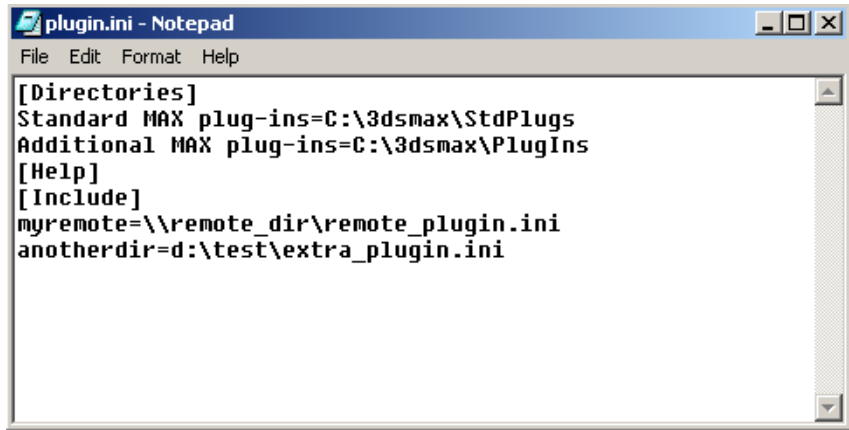 plugin.ini - Notepad
File Edit Format Help
[Directories]
Standard MAX plug-ins=C:\3dsmax\StdPlugs
Additional MAX plug-ins=C:\3dsmax\PlugIns
[Help]
[Include]
myremote=\\remote_dir\remote_plugin.ini
anotherdir=d:\test\extra_plugin.ini